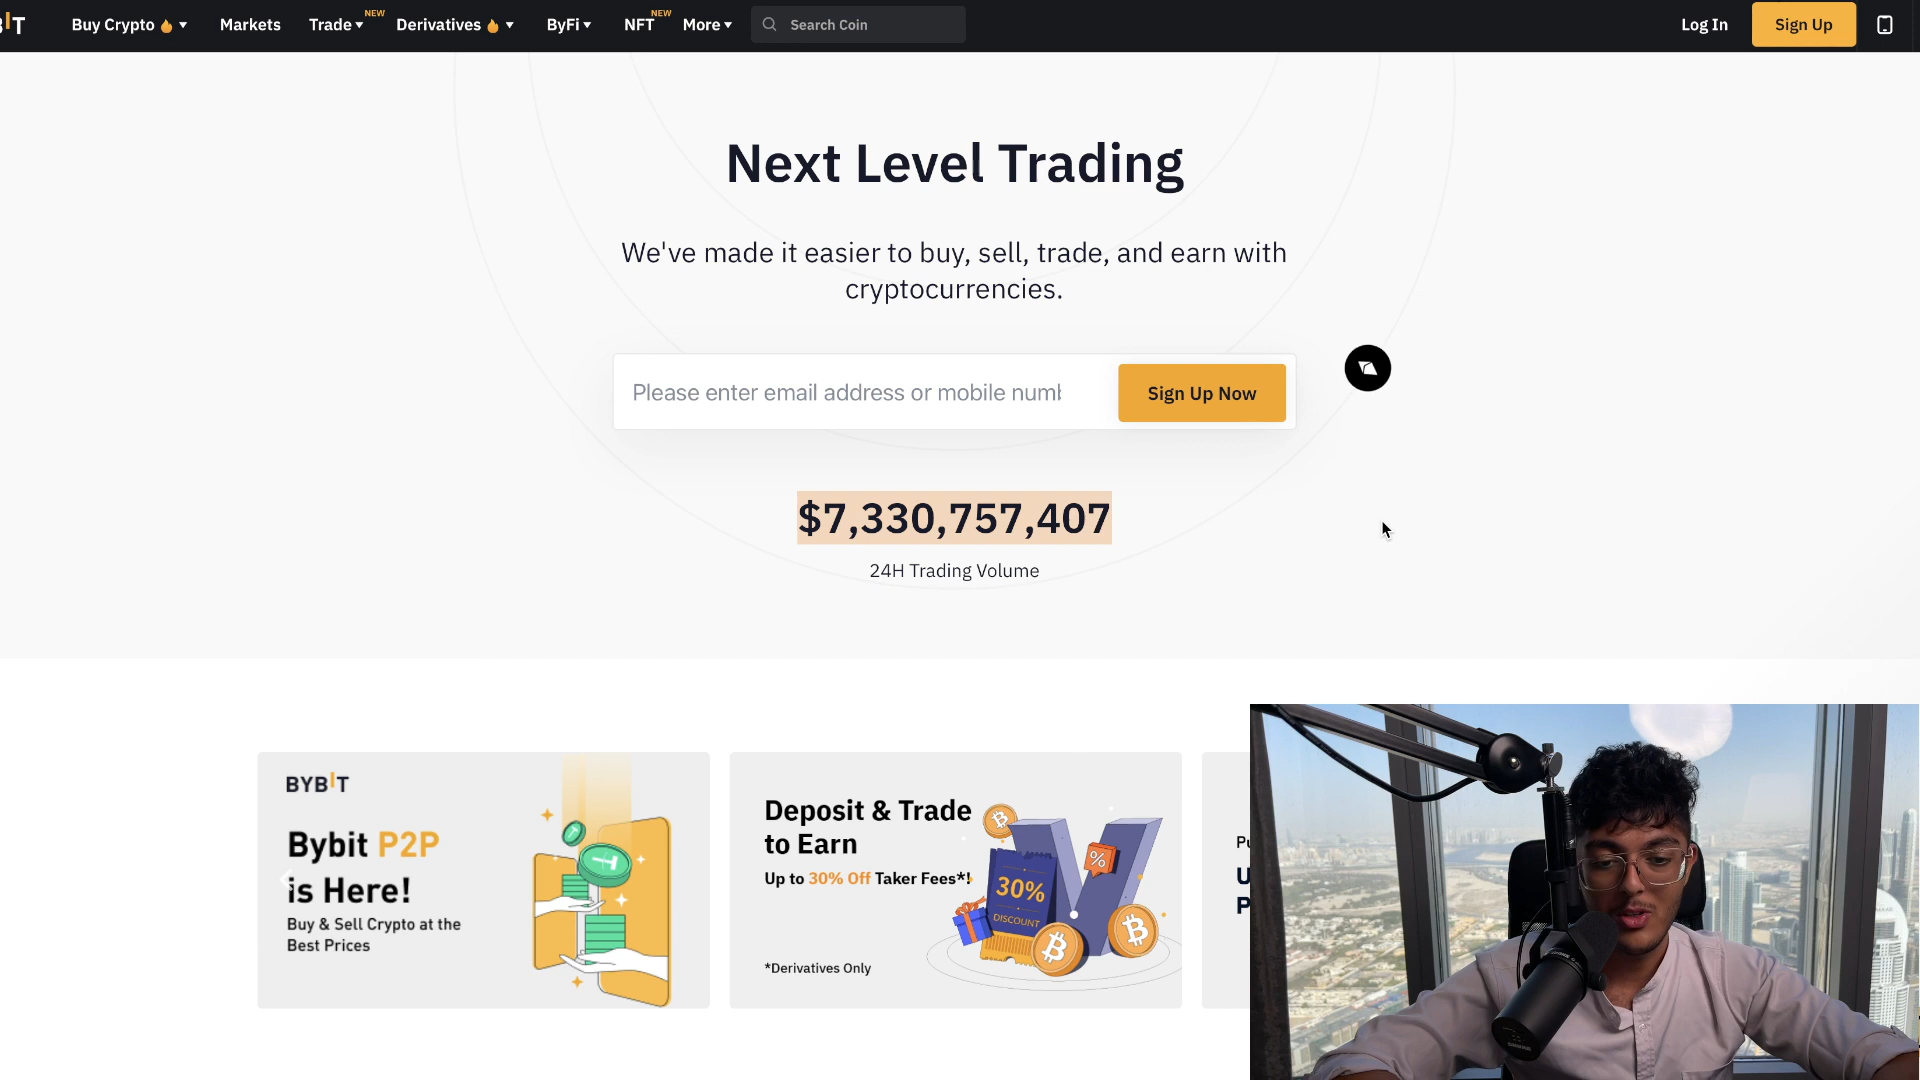 BIT
Buy Crypto
Markets
Trade
NEW
Derivatives
ByFi
NFT
NEW
More
Search Coin
Log In
Sign Up
Next Level Trading
We've made it easier to buy, sell, trade, and earn with
cryptocurrencies.
Please enter email address or mobile
Sign Up Now
$7,330,757,407
24H Trading Volume
BYBIT
Bybit P2P
is Here!
Buy & Sell Crypto at the
Best Prices
Deposit & Trade
to Earn
Up to 30% Off Taker Fees*!
*Derivatives Only
30%
DISCOUNT
%